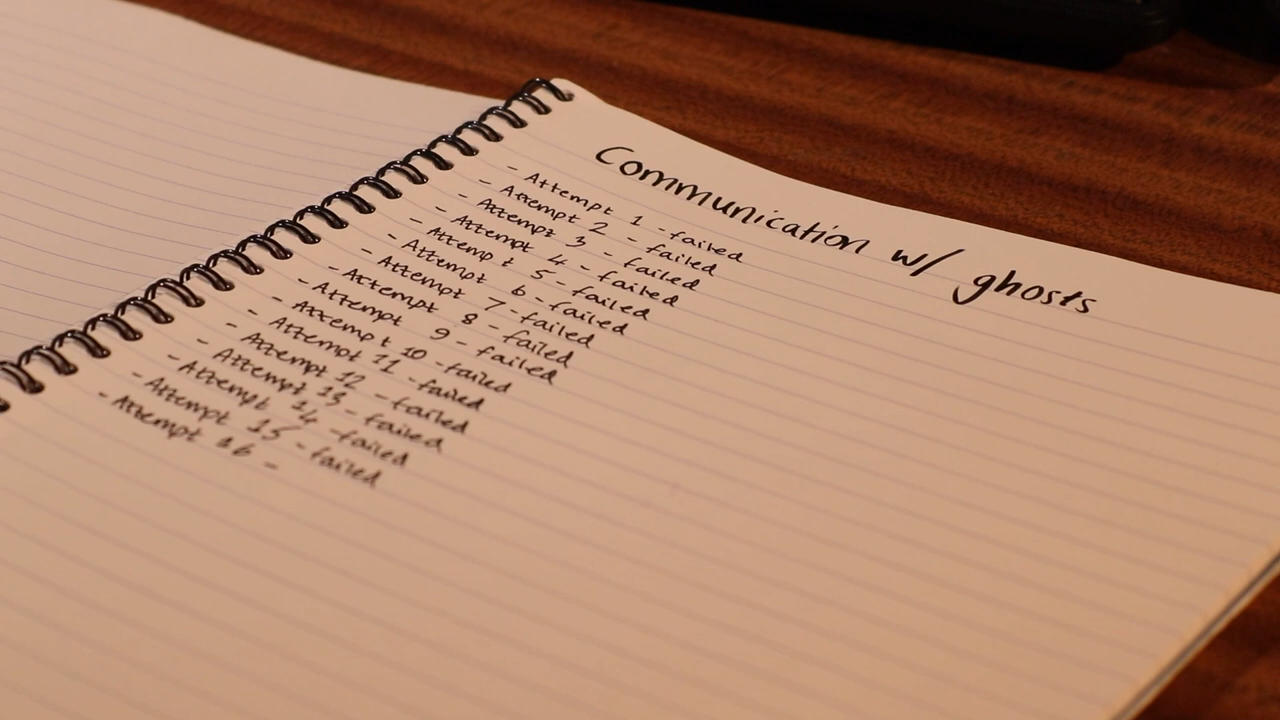 Communication w/ ghosts
- Attempt 1 - failed
- Attempt 2 - failed
- Attempt 3 - failed
- Attempt 4 - failed
- Attempt 5 - failed
- Attempt 6 - failed
- Attempt 7 - failed
- Attempt 8 - failed
- Attempt 9 - failed
- Attempt 10 - failed
- Attempt 11 - failed
- Attempt 12 - failed
- Attempt 13 - failed
- Attempt 14 - failed
- Attempt 15 - failed
- Attempt 16 -